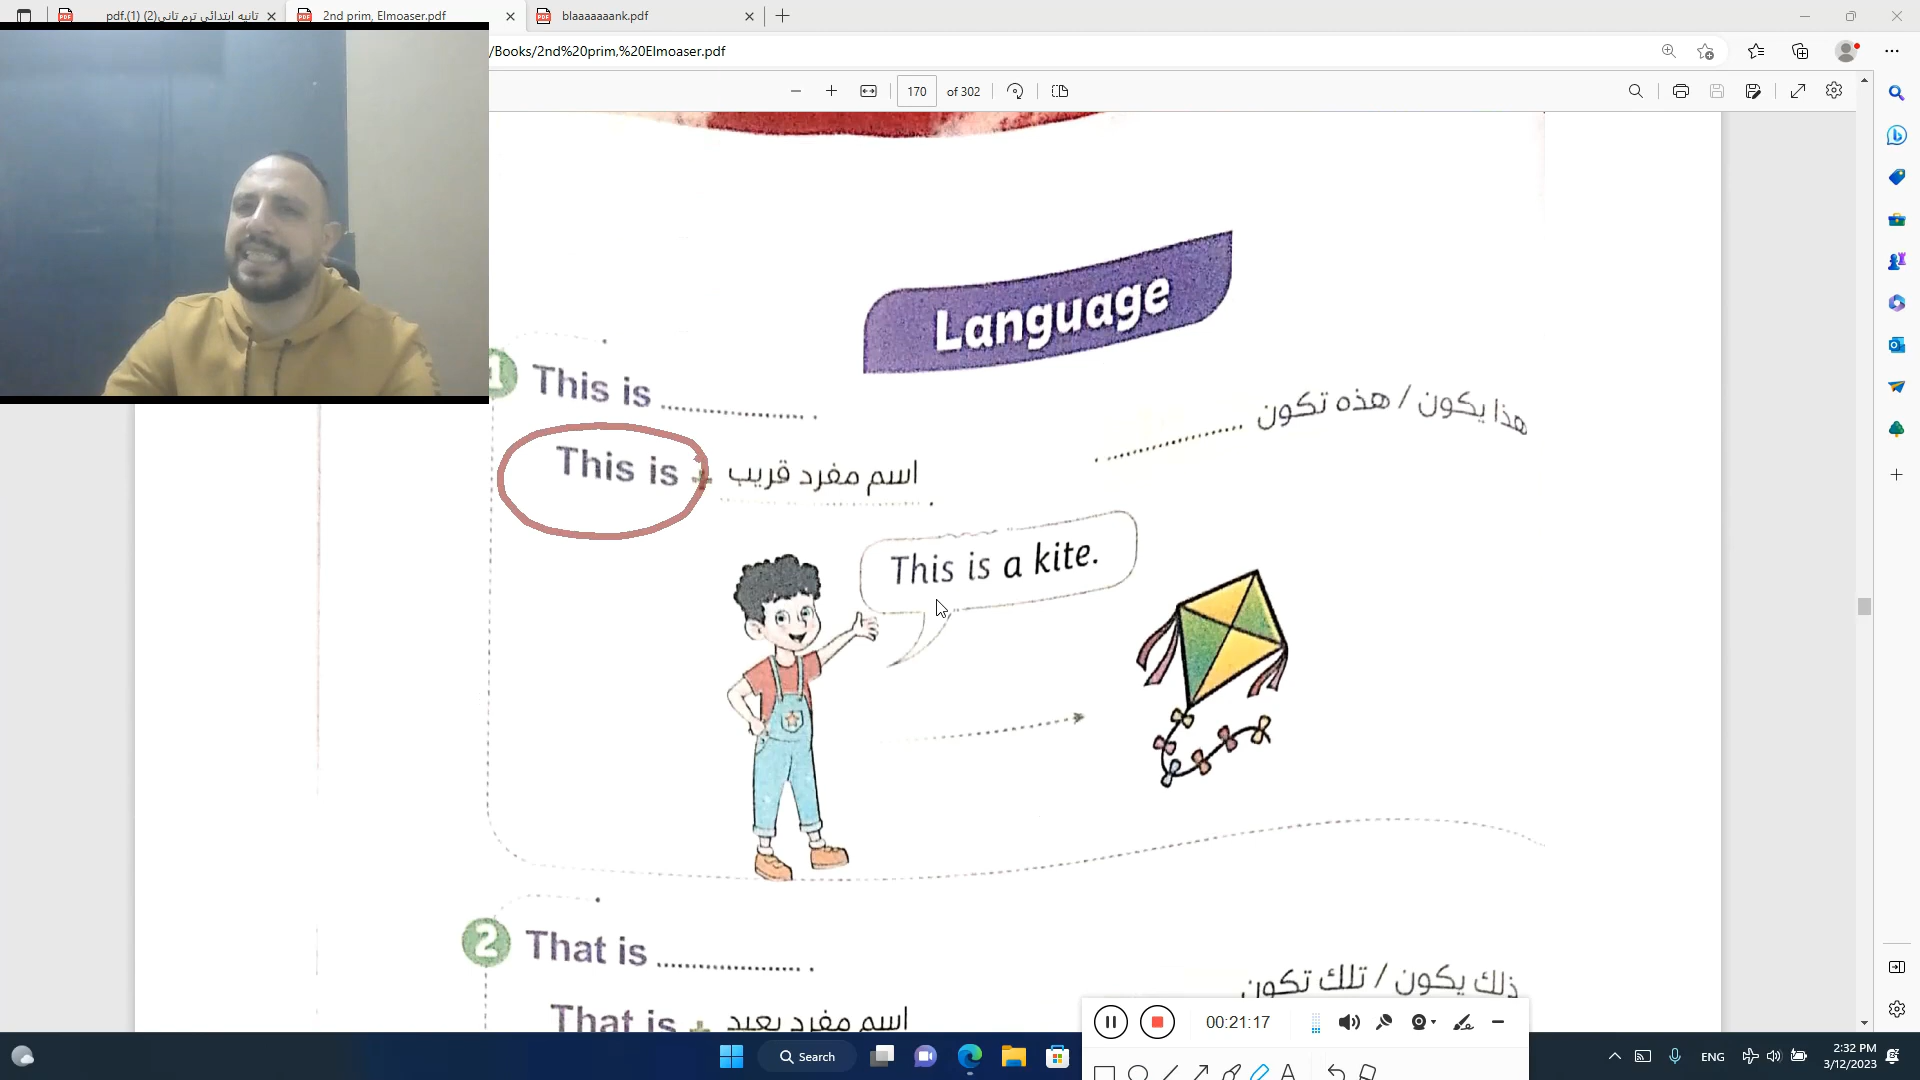 pdf.(1) (2)تانيه ابتدائي ترم تاني
2nd prim, Elmoaser.pdf
blaaaaaaank.pdf
/Books/2nd%20prim,%20Elmoaser.pdf
170 of 302
Language
1 This is .................. .
هذا يكون / هذه تكون ..................
This is + اسم مفرد قريب .
This is a kite.
2 That is .................. .
ذلك يكون / تلك تكون
That is + اسم مفرد بعيد
00:21:17
Search
ENG
2:32 PM
3/12/2023